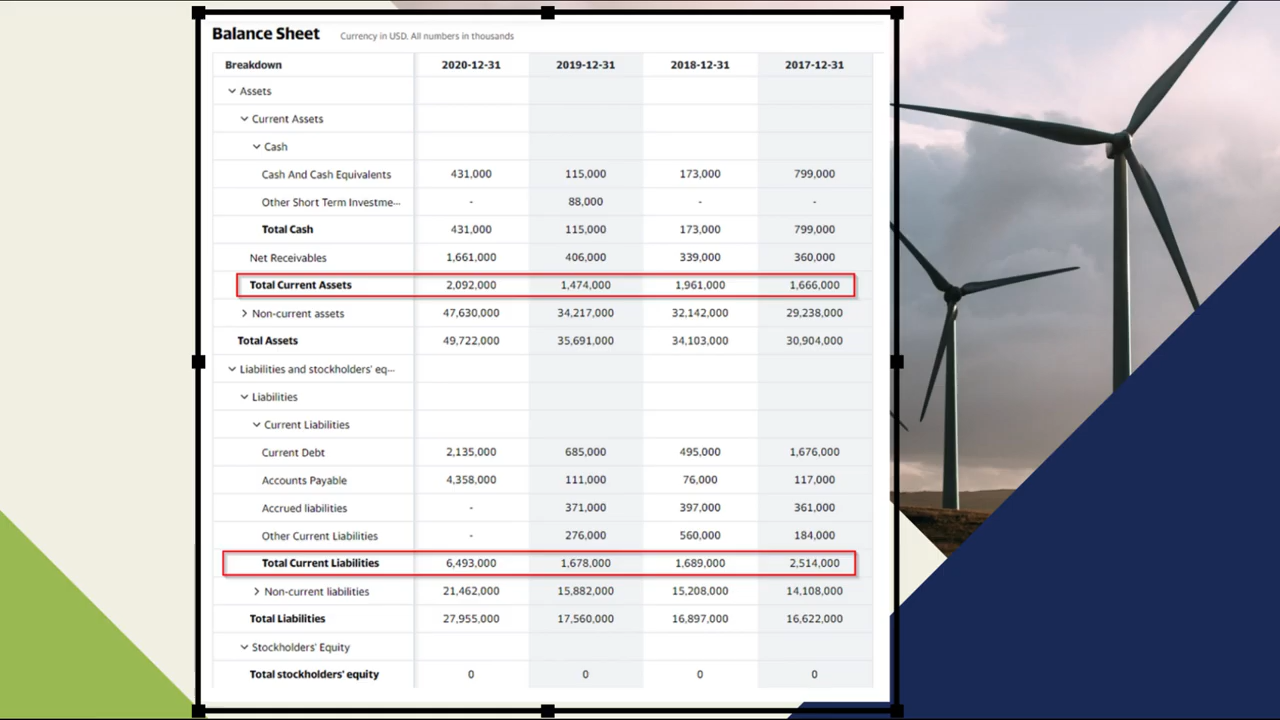 Balance Sheet Currency in USD. All numbers in thousands
Breakdown 2020-12-31 2019-12-31 2018-12-31 2017-12-31
Assets
Current Assets
Cash
Cash And Cash Equivalents 431,000 115,000 173,000 799,000
Other Short Term Investme... - 88,000 - -
Total Cash 431,000 115,000 173,000 799,000
Net Receivables 1,661,000 406,000 339,000 360,000
Total Current Assets 2,092,000 1,474,000 1,961,000 1,666,000
Non-current assets 47,630,000 34,217,000 32,142,000 29,238,000
Total Assets 49,722,000 35,691,000 34,103,000 30,904,000
Liabilities and stockholders' eq...
Liabilities
Current Liabilities
Current Debt 2,135,000 685,000 495,000 1,676,000
Accounts Payable 4,358,000 111,000 76,000 117,000
Accrued liabilities - 371,000 397,000 361,000
Other Current Liabilities - 276,000 560,000 184,000
Total Current Liabilities 6,493,000 1,678,000 1,689,000 2,514,000
Non-current liabilities 21,462,000 15,882,000 15,208,000 14,108,000
Total Liabilities 27,955,000 17,560,000 16,897,000 16,622,000
Stockholders' Equity
Total stockholders' equity 0 0 0 0